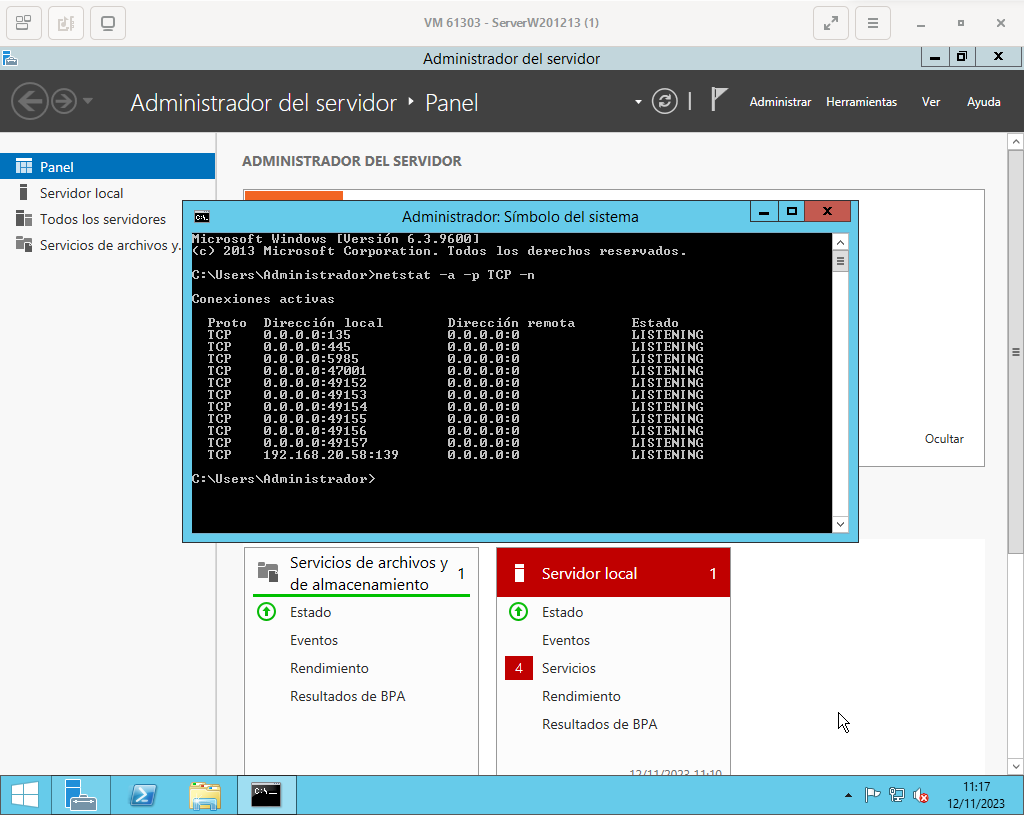 VM 61303 - ServerW201213 (1)
Administrador del servidor
Administrador del servidor ‣ Panel
Administrar Herramientas Ver Ayuda
Panel
Servidor local
Todos los servidores
Servicios de archivos y.
ADMINISTRADOR DEL SERVIDOR
Administrador: Símbolo del sistema
Microsoft Windows [Versión 6.3.9600]
(c) 2013 Microsoft Corporation. Todos los derechos reservados.
C:\Users\Administrador>netstat -a -p TCP -n
Conexiones activas
Proto Dirección local Dirección remota Estado
TCP 0.0.0.0:135 0.0.0.0:0 LISTENING
TCP 0.0.0.0:445 0.0.0.0:0 LISTENING
TCP 0.0.0.0:5985 0.0.0.0:0 LISTENING
TCP 0.0.0.0:47001 0.0.0.0:0 LISTENING
TCP 0.0.0.0:49152 0.0.0.0:0 LISTENING
TCP 0.0.0.0:49153 0.0.0.0:0 LISTENING
TCP 0.0.0.0:49154 0.0.0.0:0 LISTENING
TCP 0.0.0.0:49155 0.0.0.0:0 LISTENING
TCP 0.0.0.0:49156 0.0.0.0:0 LISTENING
TCP 0.0.0.0:49157 0.0.0.0:0 LISTENING
TCP 192.168.20.58:139 0.0.0.0:0 LISTENING
C:\Users\Administrador>
Ocultar
Servicios de archivos y
de almacenamiento
1
Estado
Eventos
Rendimiento
Resultados de BPA
Servidor local 1
Estado
Eventos
4 Servicios
Rendimiento
Resultados de BPA
12/11/2023 11:10
11:17
12/11/2023